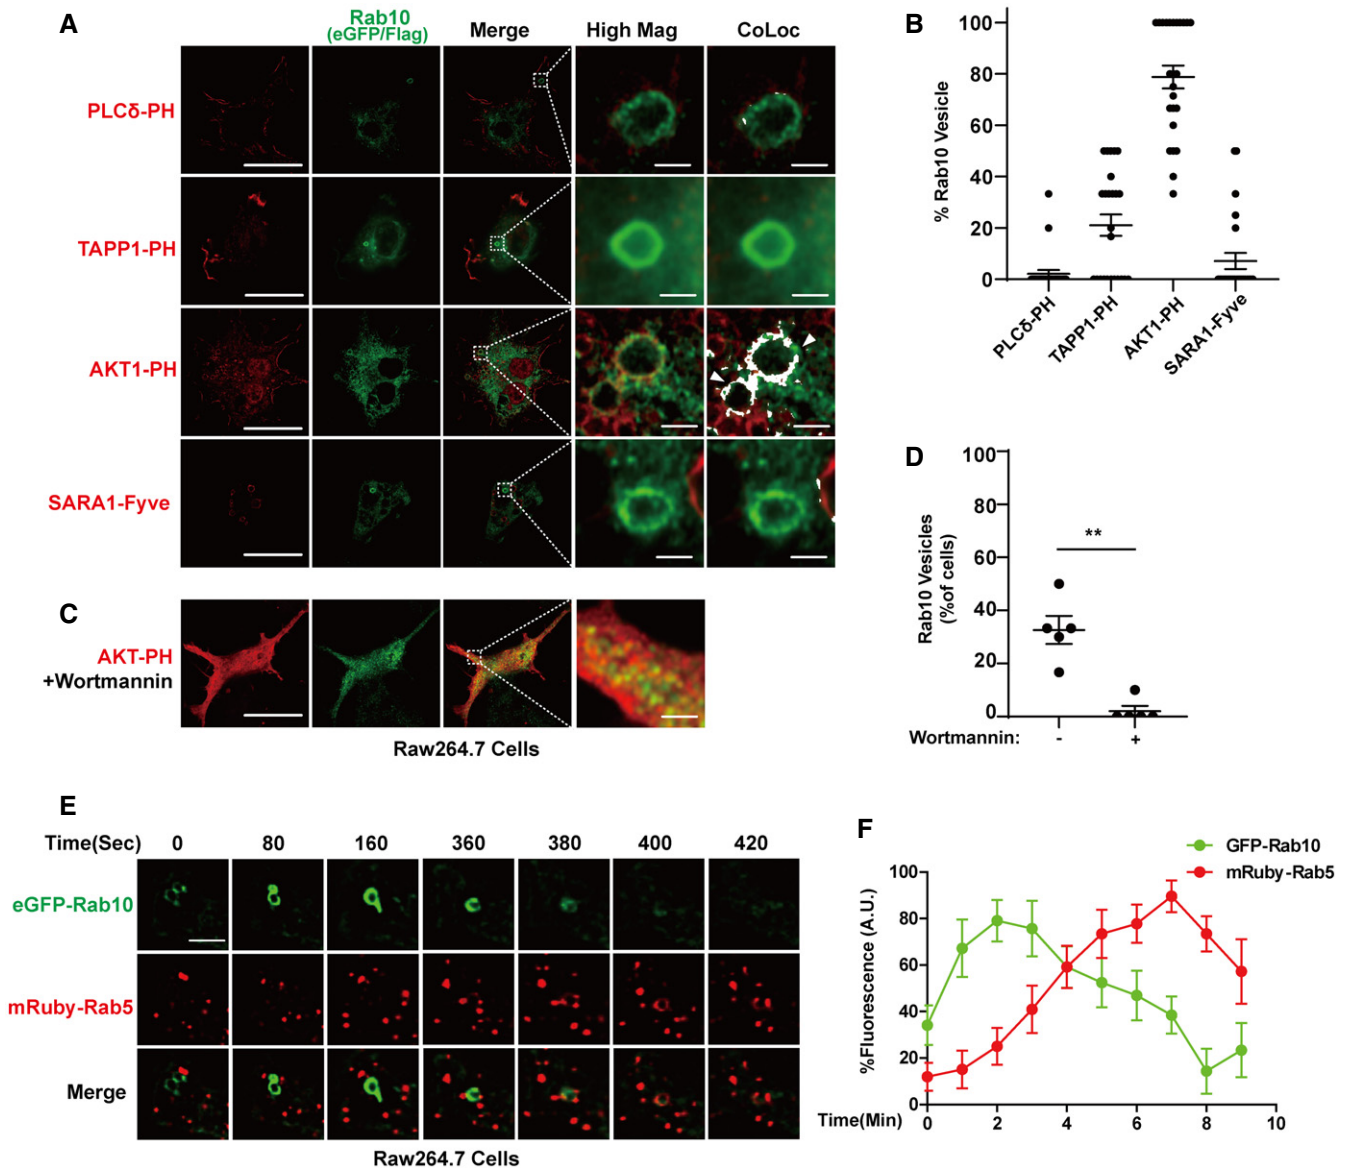 A
Rab10
(eGFP/Flag)
Merge
High Mag
CoLoc
PLCδ-PH
TAPP1-PH
AKT1-PH
SARA1-Fyve
B
% Rab10 Vesicle
100
80
60
40
20
0
PLCδ-PH
TAPP1-PH
AKT1-PH
SARA1-Fyve
C
AKT-PH
+Wortmannin
Raw264.7 Cells
D
Rab10 Vesicles
(%of cells)
100
80
60
40
20
0
**
Wortmannin: - +
E
Time(Sec) 0 80 160 360 380 400 420
eGFP-Rab10
mRuby-Rab5
Merge
Raw264.7 Cells
F
GFP-Rab10
mRuby-Rab5
%Fluorescence (A.U.)
100
80
60
40
20
0
Time(Min) 0 2 4 6 8 10